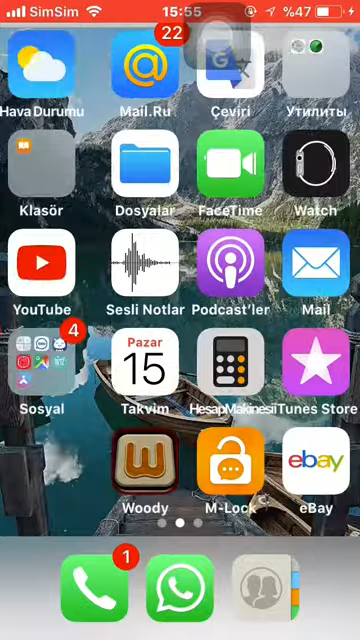 SimSim 15:55 %47
22
Hava Durumu Mail.Ru Çeviri Утилиты
Klasör Dosyalar FaceTime Watch
YouTube Sesli Notlar Podcast'ler Mail
4
Pazar
15
Sosyal Takvim HesapMakinesi iTunes Store
W ebay
Woody M-Lock eBay
1